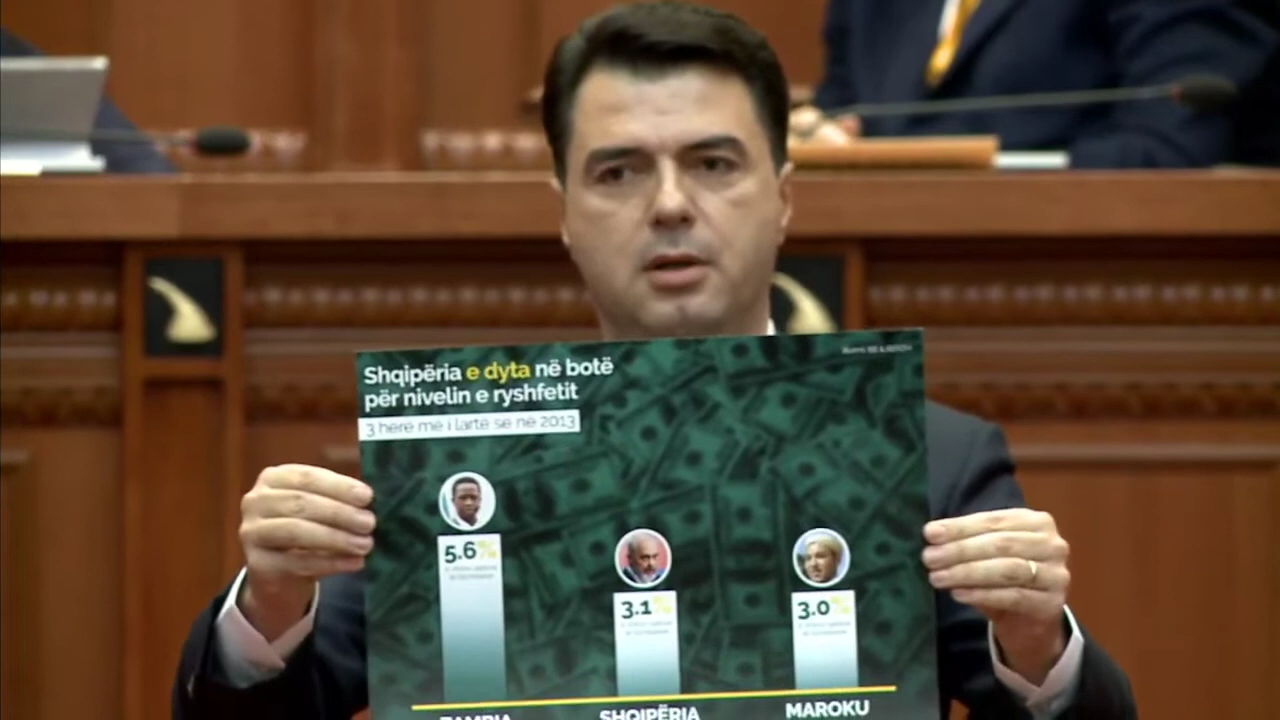 Shqipëria e dyta në botë
për nivelin e ryshfetit
3 herë më i lartë se në 2013
5.6%
3.1%
3.0%
ZAMBIA
SHQIPËRIA
MAROKU